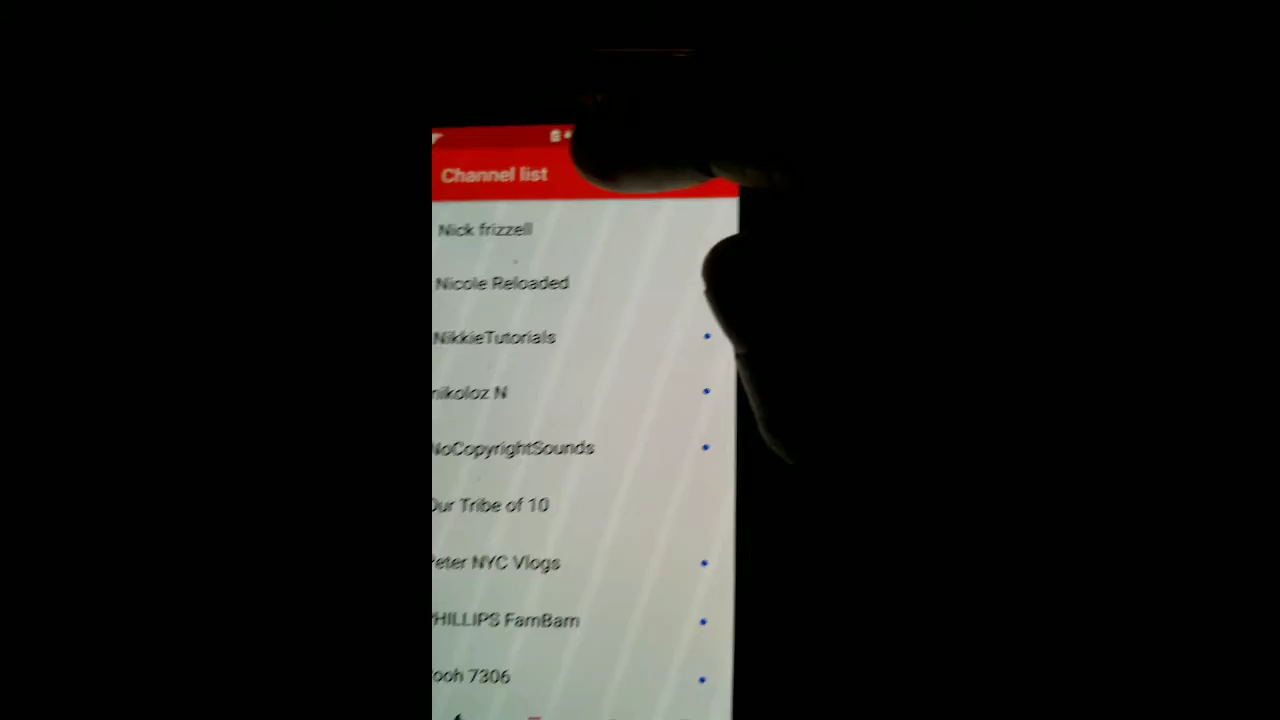 Channel list
Nick frizzell
Nicole Reloaded
NikkieTutorials
nikoloz N
NoCopyrightSounds
Our Tribe of 10
Peter NYC Vlogs
PHILLIPS FamBam
7306